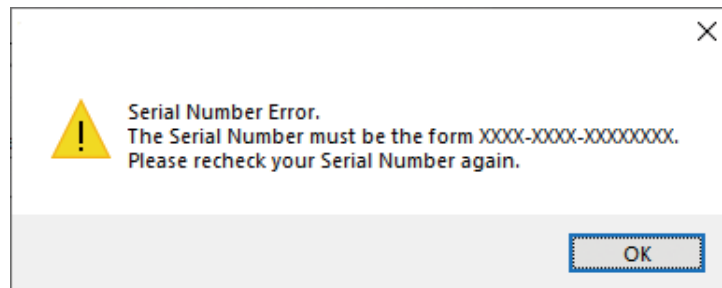 Serial Number Error.
The Serial Number must be the form XXXX-XXXX-XXXXXXXX.
Please recheck your Serial Number again.
OK